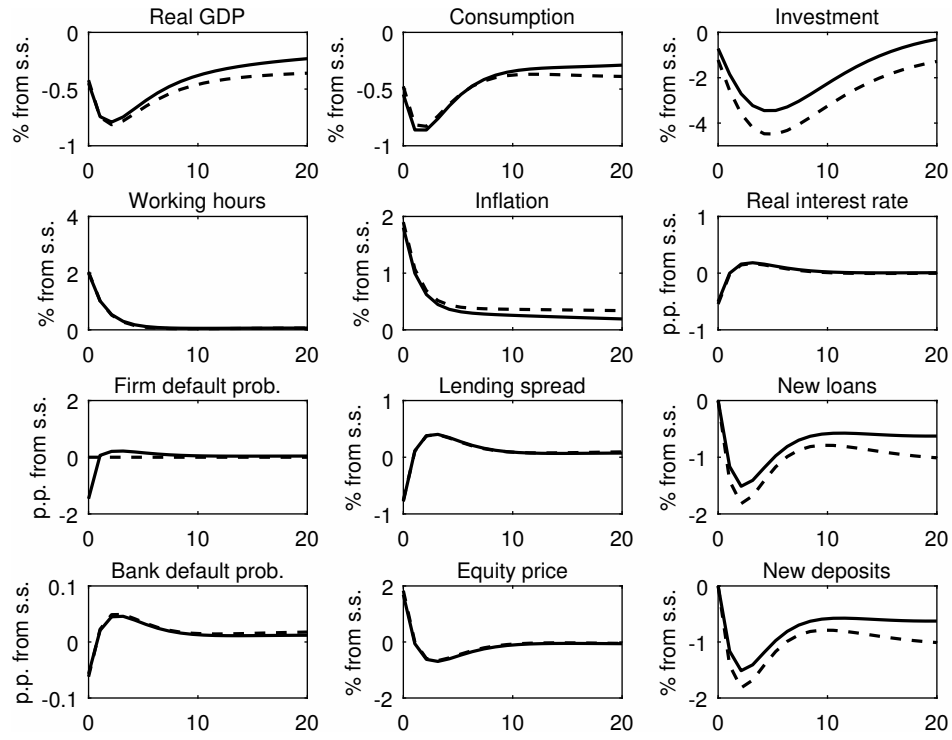 Real GDP
% from s.s.
0
-0.5
-1
0 10 20
Consumption
% from s.s.
0
-0.5
-1
0 10 20
Investment
% from s.s.
0
-2
-4
0 10 20
Working hours
% from s.s.
4
2
0
0 10 20
Inflation
% from s.s.
2
1
0
0 10 20
Real interest rate
p.p. from s.s.
1
0
-1
0 10 20
Firm default prob.
p.p. from s.s.
2
0
-2
0 10 20
Lending spread
% from s.s.
1
0
-1
0 10 20
New loans
% from s.s.
0
-1
-2
0 10 20
Bank default prob.
p.p. from s.s.
0.1
0
-0.1
0 10 20
Equity price
% from s.s.
2
0
-2
0 10 20
New deposits
% from s.s.
0
-1
-2
0 10 20